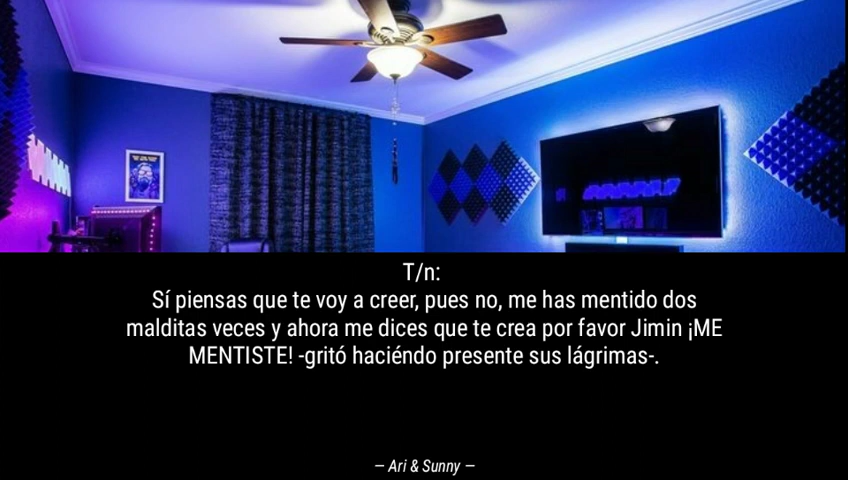 T/n:
Sí piensas que te voy a creer, pues no, me has mentido dos
malditas veces y ahora me dices que te crea por favor Jimin ¡ME
MENTISTE! -gritó haciéndo presente sus lágrimas-.
— Ari & Sunny —